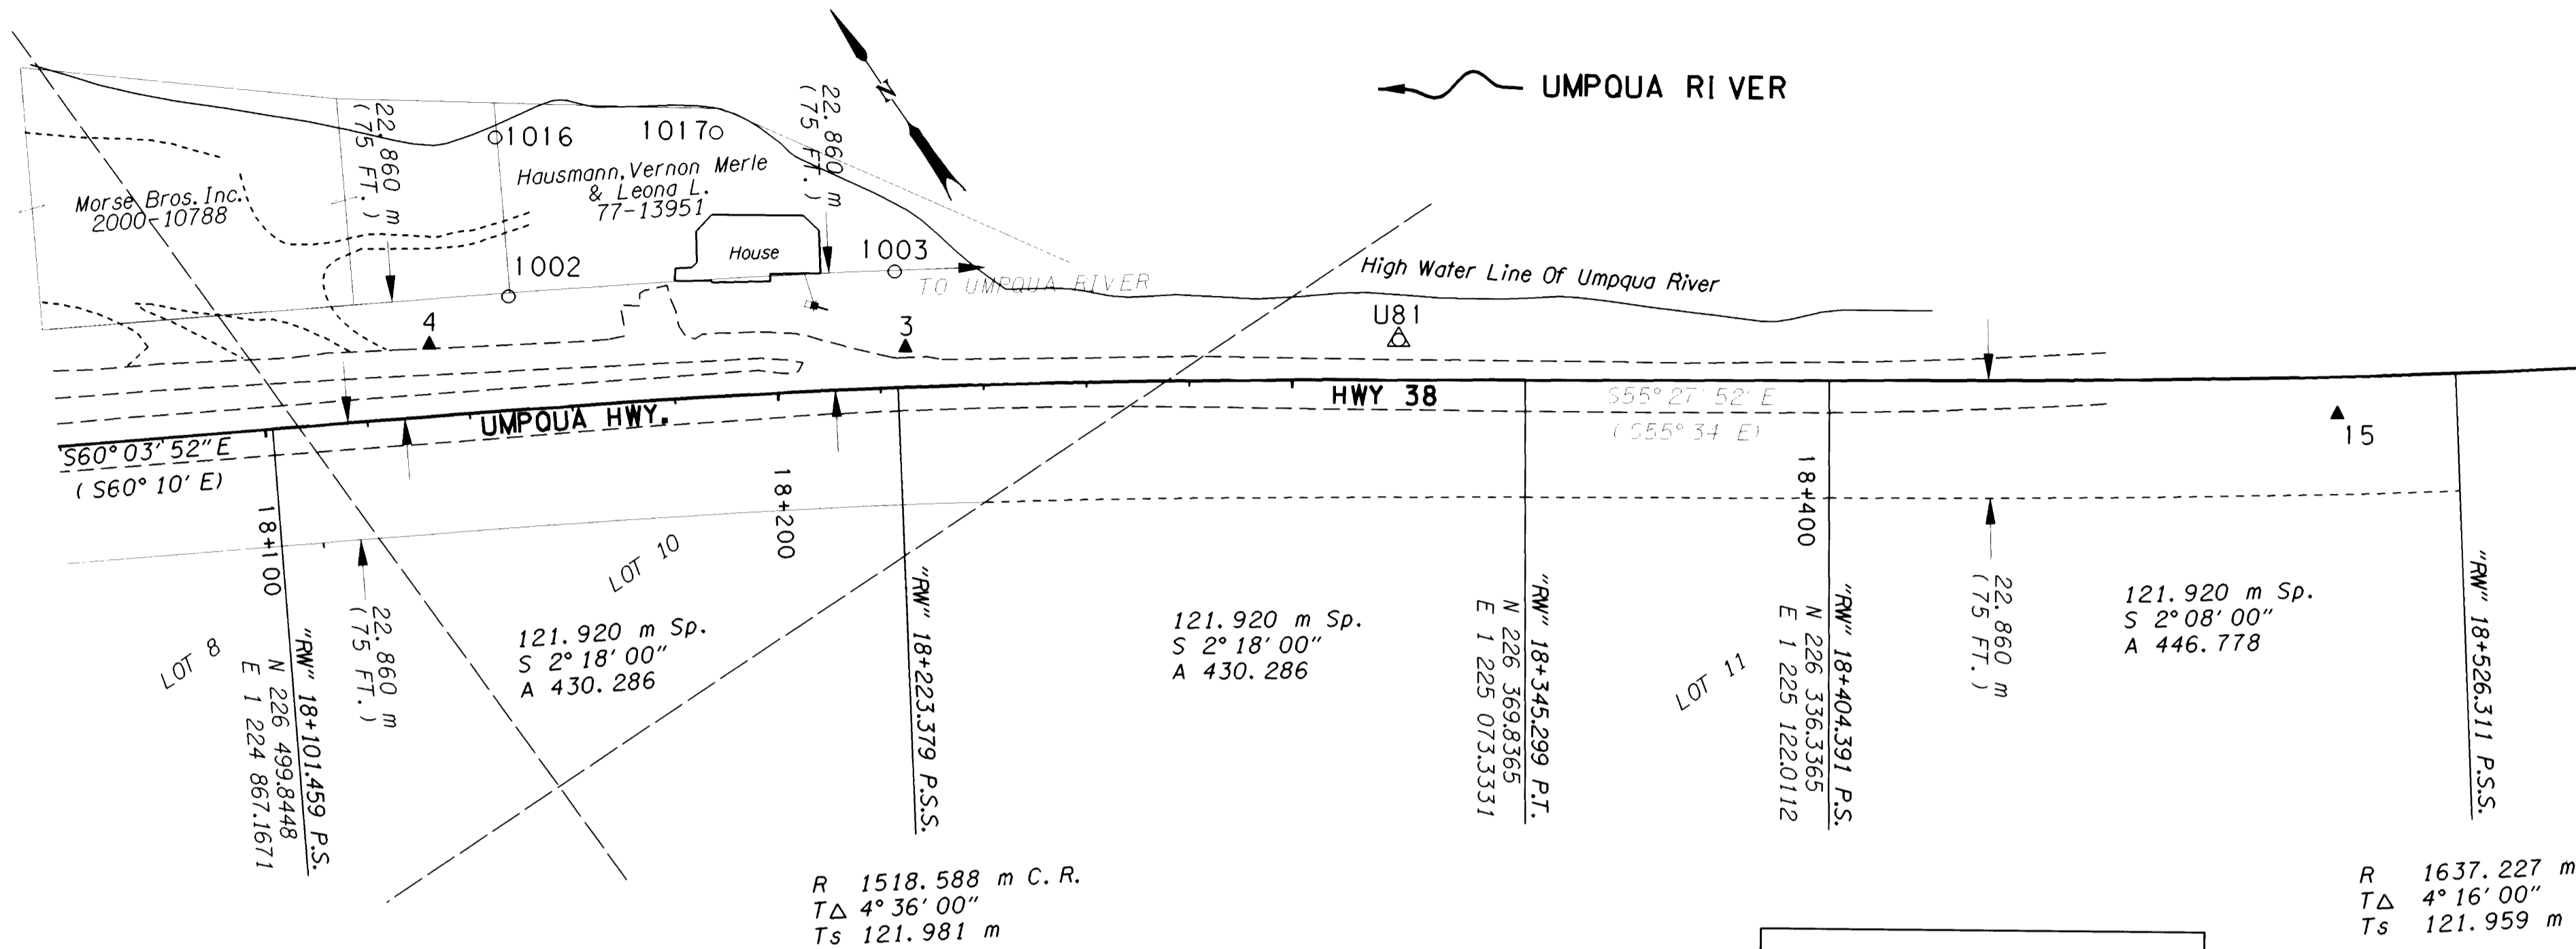 UMPQUA RIVER
N
22.860 m
(75 FT.)
22.860 m
(75 FT.)
1016
1017
Hausmann, Vernon Merle
& Leona L.
77-13951
Morse Bros. Inc.
2000-10788
House
1002
1003
TO UMPQUA RIVER
High Water Line Of Umpqua River
4
3
U81
15
UMPQUA HWY.
HWY 38
S60°03'52"E
(S60°10'E)
S55°27'52"E
(S55°34'E)
18+100
18+200
18+400
LOT 8
LOT 10
LOT 11
22.860 m
(75 FT.)
22.860 m
(75 FT.)
"RW" 18+101.459 P.S.
N 226 499.8448
E 1 224 867.1671
121.920 m Sp.
S 2°18'00"
A 430.286
"RW" 18+223.379 P.S.S.
121.920 m Sp.
S 2°18'00"
A 430.286
"RW" 18+345.299 P.T.
N 226 369.8365
E 1 225 073.3331
"RW" 18+404.391 P.S.
N 226 336.3365
E 1 225 122.0112
121.920 m Sp.
S 2°08'00"
A 446.778
"RW" 18+526.311 P.S.S.
R 1518.588 m C.R.
T△ 4°36'00"
Ts 121.981 m
R 1637.227 m
T△ 4°16'00"
Ts 121.959 m